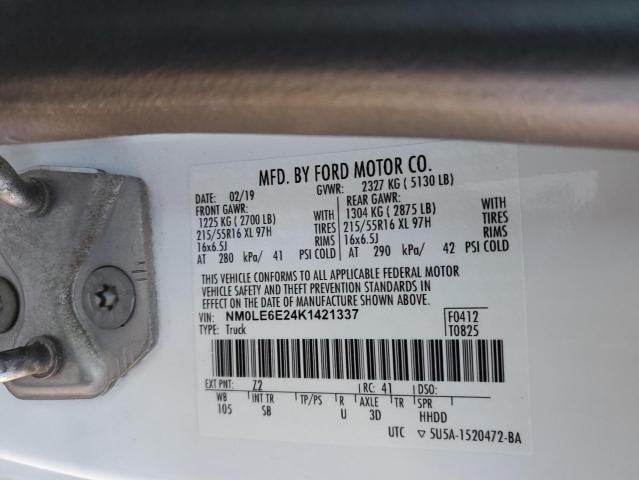 MFD. BY FORD MOTOR CO.
DATE: 02/19 GVWR: 2327 KG ( 5130 LB)
FRONT GAWR: REAR GAWR:
1225 KG ( 2700 LB) WITH 1304 KG ( 2875 LB) WITH
215/55R16 XL 97H TIRES 215/55R16 XL 97H TIRES
16x6.5J RIMS 16x6.5J RIMS
AT 280 kPa/ 41 PSI COLD AT 290 kPa/ 42 PSI COLD
THIS VEHICLE CONFORMS TO ALL APPLICABLE FEDERAL MOTOR
VEHICLE SAFETY AND THEFT PREVENTION STANDARDS IN
EFFECT ON THE DATE OF MANUFACTURE SHOWN ABOVE.
VIN: NM0LE6E24K1421337 F0412
TYPE: Truck T0825
EXT PNT: Z2 RC: 41 DSO:
WB INT TR TP/PS R AXLE TR SPR
105 SB U 3D HHDD
UTC ▽ 5U5A-1520472-BA